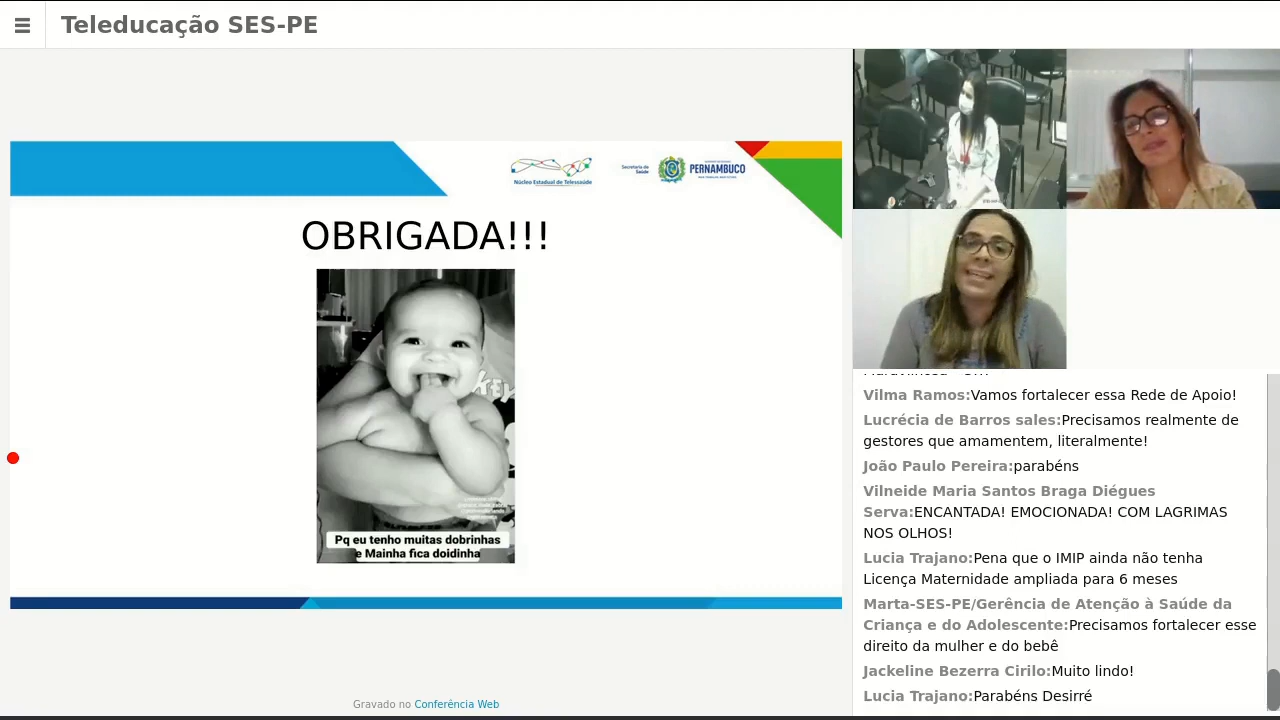 Teleducação SES-PE
Núcleo Estadual de Telessaúde
Secretaria de
Saúde
PERNAMBUCO
OBRIGADA!!!
Pq eu tenho muitas dobrinhas
e Mainha fica doidinha
Vilma Ramos:Vamos fortalecer essa Rede de Apoio!
Lucrécia de Barros sales:Precisamos realmente de
gestores que amamentem, literalmente!
João Paulo Pereira:parabéns
Vilneide Maria Santos Braga Diégues
Serva:ENCANTADA! EMOCIONADA! COM LAGRIMAS
NOS OLHOS!
Lucia Trajano:Pena que o IMIP ainda não tenha
Licença Maternidade ampliada para 6 meses
Marta-SES-PE/Gerência de Atenção à Saúde da
Criança e do Adolescente:Precisamos fortalecer esse
direito da mulher e do bebê
Jackeline Bezerra Cirilo:Muito lindo!
Lucia Trajano:Parabéns Desirré
Gravado no Conferência Web